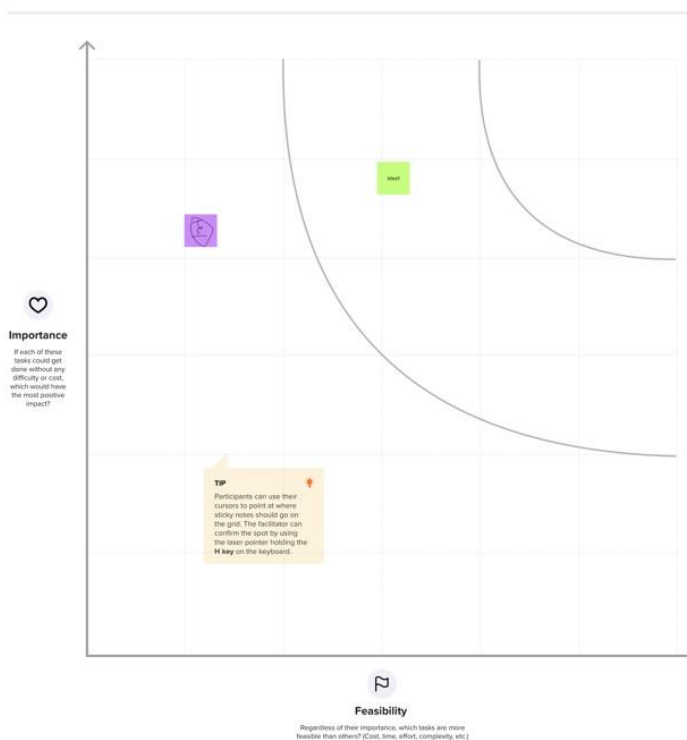 Idea1
Importance
If each of these
tasks could get
done without any
difficulty or cost,
which would have
the most positive
impact?
TIP
Participants can use their
cursors to point at where
sticky notes should go on
the grid. The facilitator can
confirm the spot by using
the laser pointer holding the
H key on the keyboard.
Feasibility
Regardless of their importance, which tasks are more
feasible than others? (Cost, time, effort, complexity, etc.)